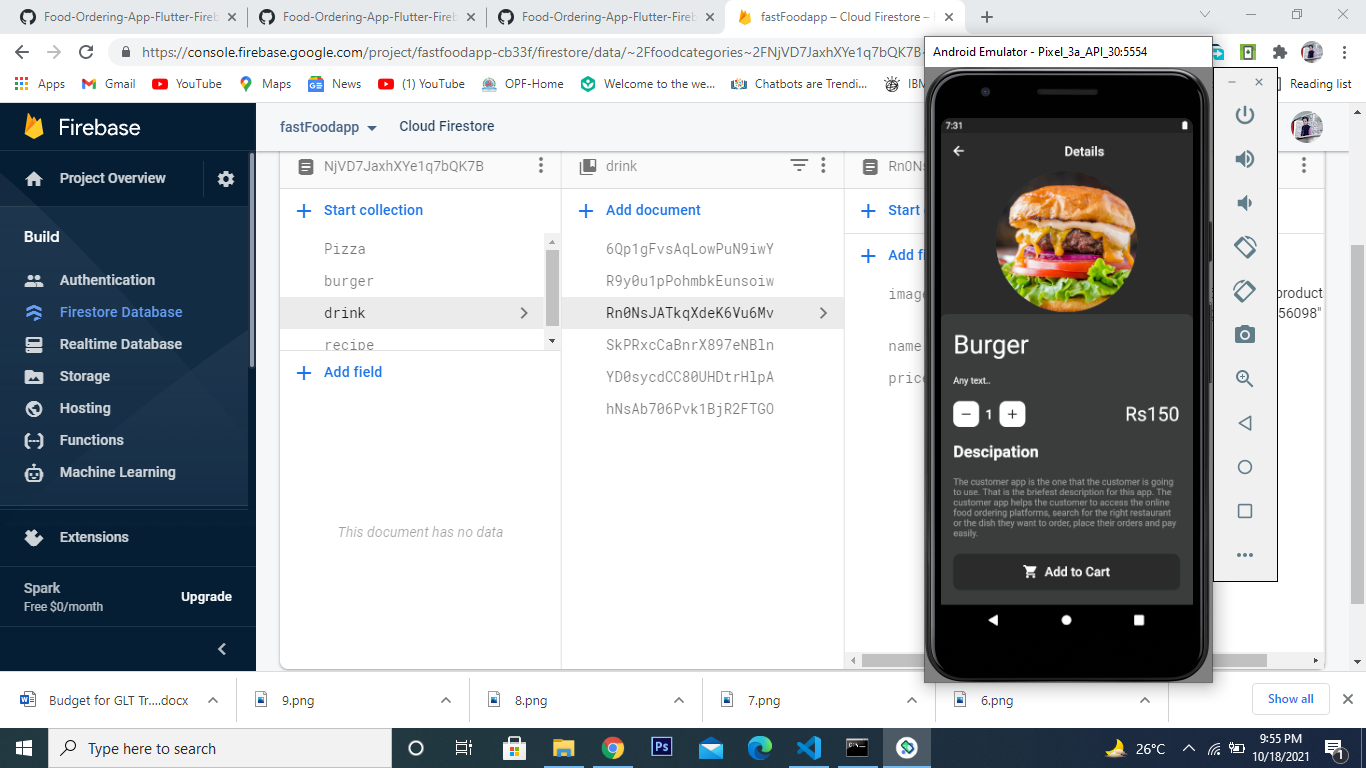 Food-Ordering-App-Flutter-Fireb
Food-Ordering-App-Flutter-Fireb
Food-Ordering-App-Flutter-Fireb
fastFoodapp – Cloud Firestore –
https://console.firebase.google.com/project/fastfoodapp-cb33f/firestore/data/~2Ffoodcategories~2FNjVD7JaxhXYe1q7bQK7B
Apps
Gmail
YouTube
Maps
News
(1) YouTube
OPF-Home
Welcome to the we...
Chatbots are Trendi...
IBM
Reading list
Firebase
Project Overview
Build
Authentication
Firestore Database
Realtime Database
Storage
Hosting
Functions
Machine Learning
Extensions
Spark
Free $0/month
Upgrade
fastFoodapp
Cloud Firestore
NjVD7JaxhXYe1q7bQK7B
Start collection
Pizza
burger
drink
recipe
Add field
This document has no data
drink
Add document
6Qp1gFvsAqLowPuN9iwY
R9y0u1pPohmbkEunsoiw
Rn0NsJATkqXdeK6Vu6Mv
SkPRxcCaBnrX897eNBln
YD0sycdCC80UHDtrHlpA
hNsAb706Pvk1BjR2FTGO
Rn0Ns
Start
Add fi
image
product
56098"
name
price
Android Emulator - Pixel_3a_API_30:5554
7:31
Details
Burger
Any text..
1
Rs150
Descipation
The customer app is the one that the customer is going
to use. That is the briefest description for this app. The
customer app helps the customer to access the online
food ordering platforms, search for the right restaurant
or the dish they want to order, place their orders and pay
easily.
Add to Cart
Budget for GLT Tr....docx
9.png
8.png
7.png
6.png
Show all
Type here to search
Ps
26°C
9:55 PM
10/18/2021
1